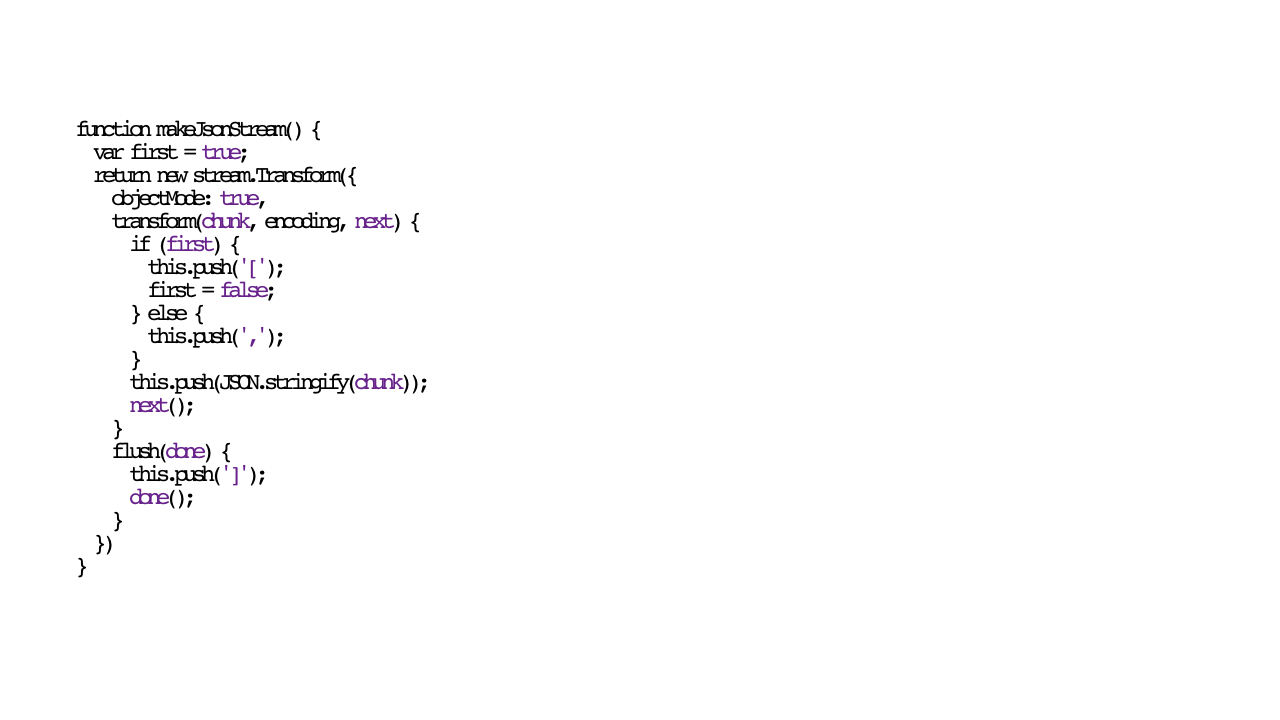 function makeJsonStream() {
  var first = true;
  return new stream.Transform({
    objectMode: true,
    transform(chunk, encoding, next) {
      if (first) {
        this.push('[');
        first = false;
      } else {
        this.push(',');
      }
      this.push(JSON.stringify(chunk));
      next();
    }
    flush(done) {
      this.push(']');
      done();
    }
  })
}